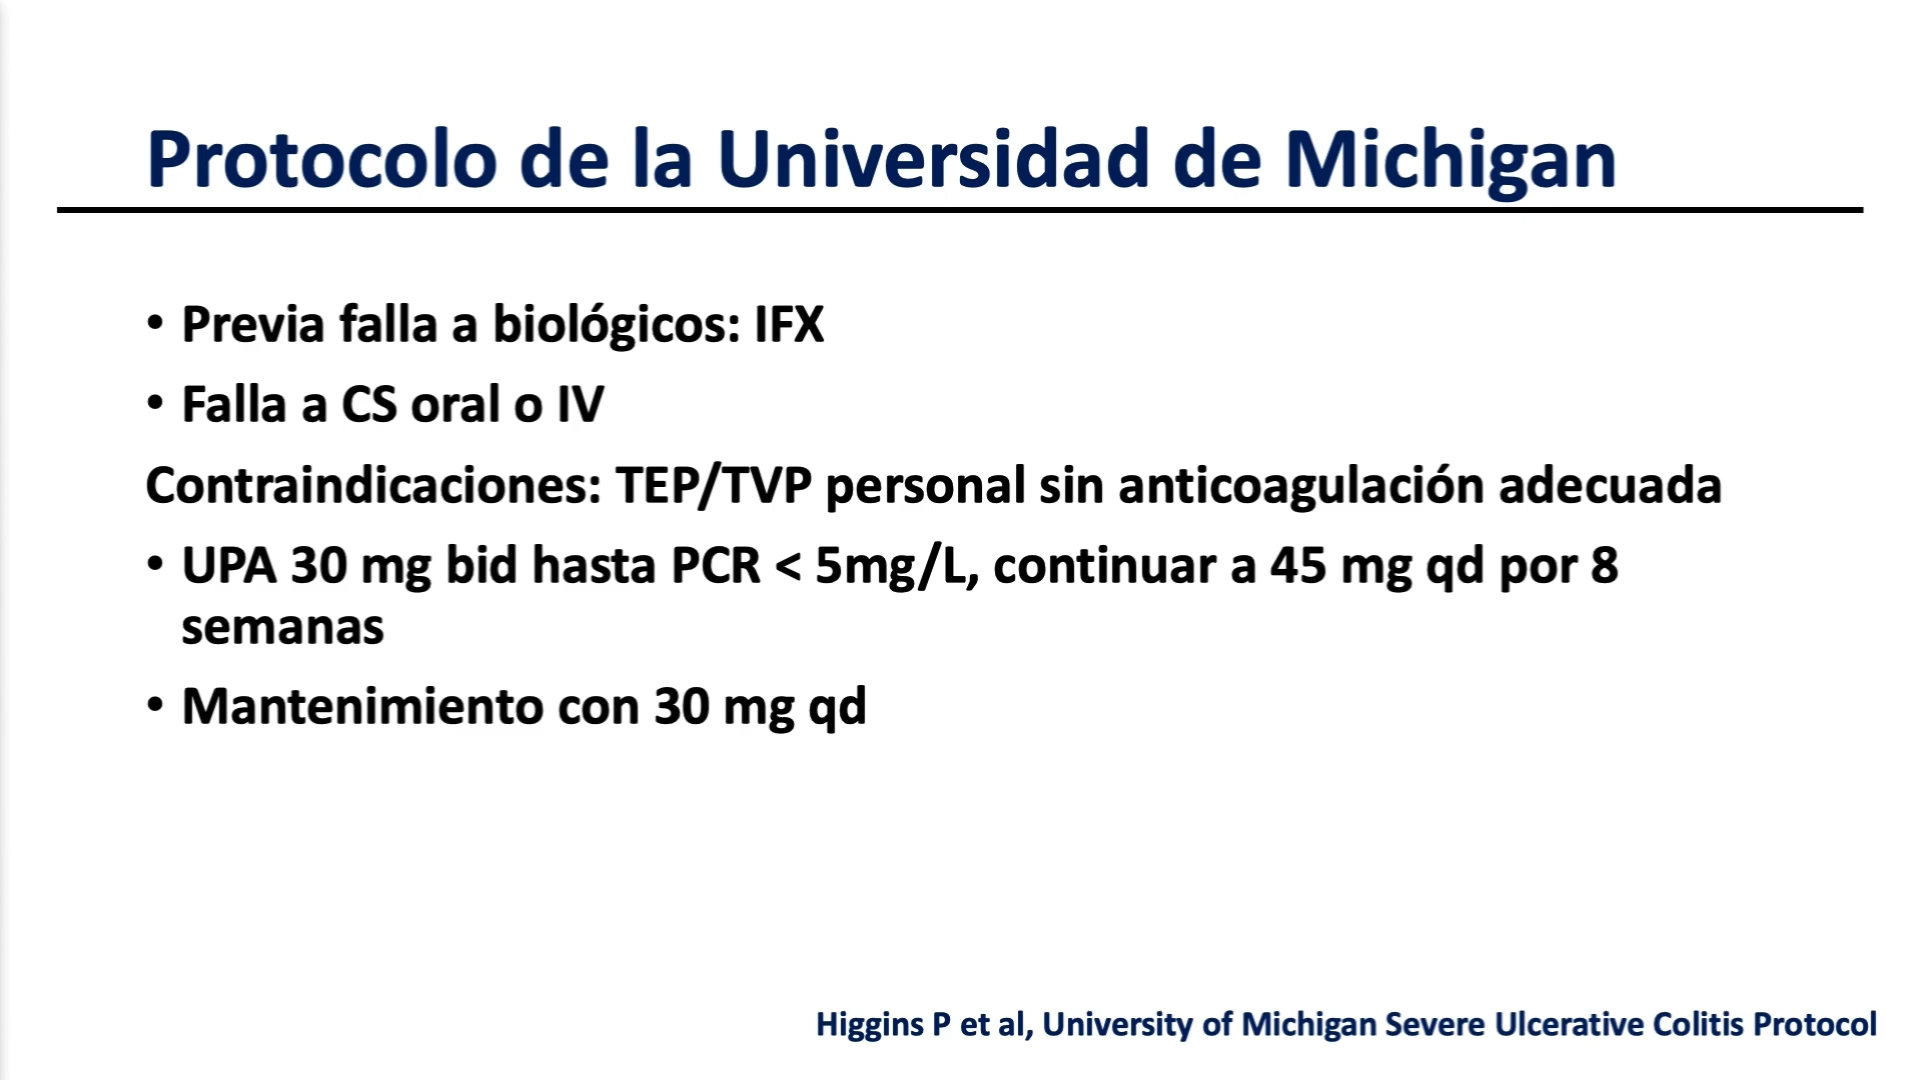 Protocolo de la Universidad de Michigan
• Previa falla a biológicos: IFX
• Falla a CS oral o IV
Contraindicaciones: TEP/TVP personal sin anticoagulación adecuada
• UPA 30 mg bid hasta PCR < 5mg/L, continuar a 45 mg qd por 8
semanas
• Mantenimiento con 30 mg qd
Higgins P et al, University of Michigan Severe Ulcerative Colitis Protocol